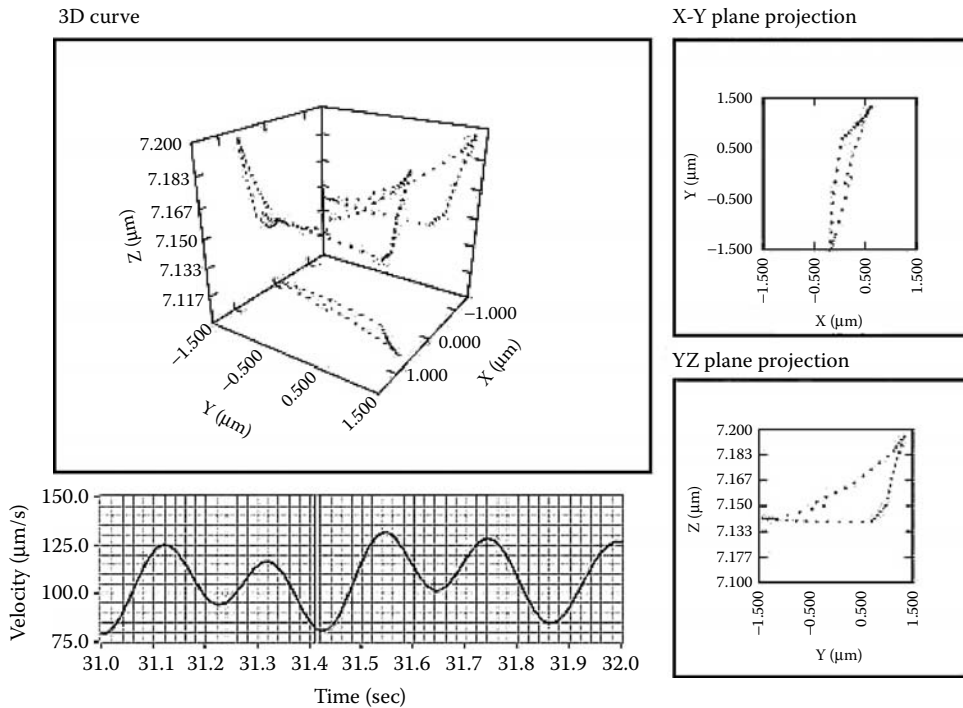 3D curve
7.200
7.183
7.167
7.150
7.133
7.117
Z (μm)
−1.500
−0.500
0.500
1.500
Y (μm)
−1.000
0.000
1.000
X (μm)
X-Y plane projection
1.500
0.500
−0.500
−1.500
Y (μm)
−1.500
−0.500
0.500
1.500
X (μm)
YZ plane projection
7.200
7.183
7.167
7.150
7.133
7.177
7.100
Z (μm)
−1.500
−0.500
0.500
1.500
Y (μm)
150.0
125.0
100.0
75.0
Velocity (μm/s)
31.0 31.1 31.2 31.3 31.4 31.5 31.6 31.7 31.8 31.9 32.0
Time (sec)